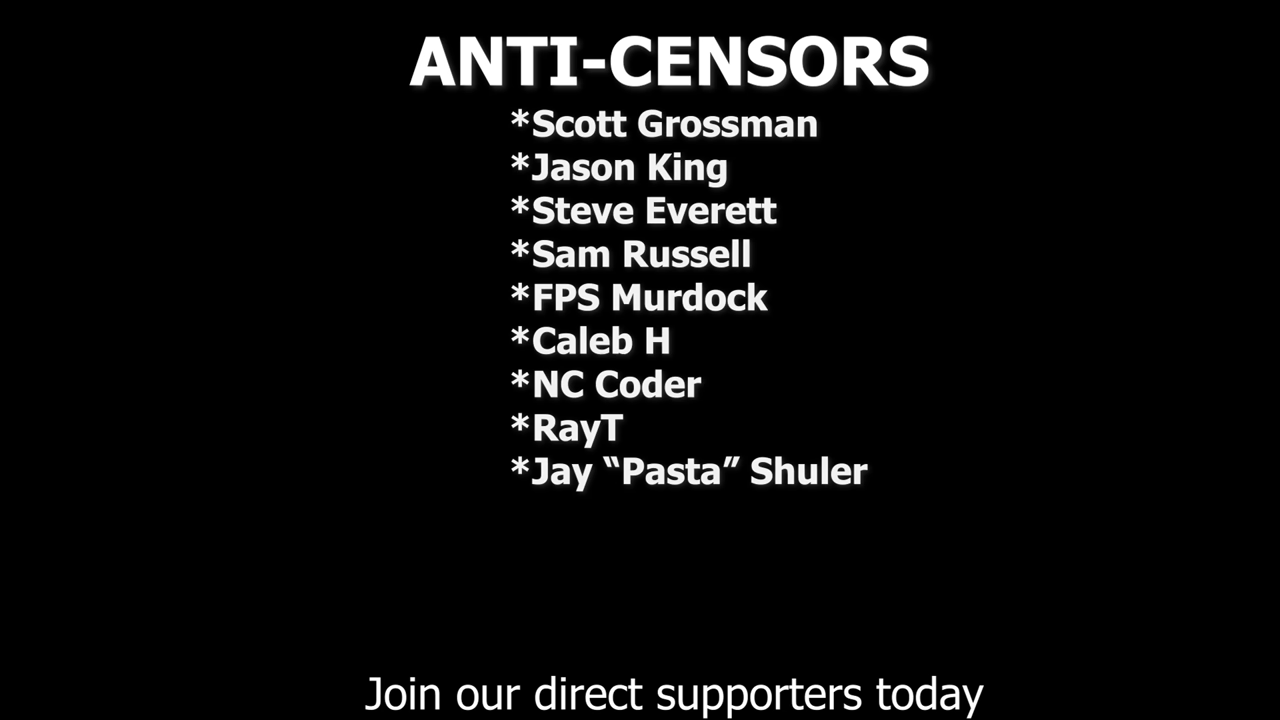 ANTI-CENSORS
*Scott Grossman
*Jason King
*Steve Everett
*Sam Russell
*FPS Murdock
*Caleb H
*NC Coder
*RayT
*Jay “Pasta” Shuler
Join our direct supporters today